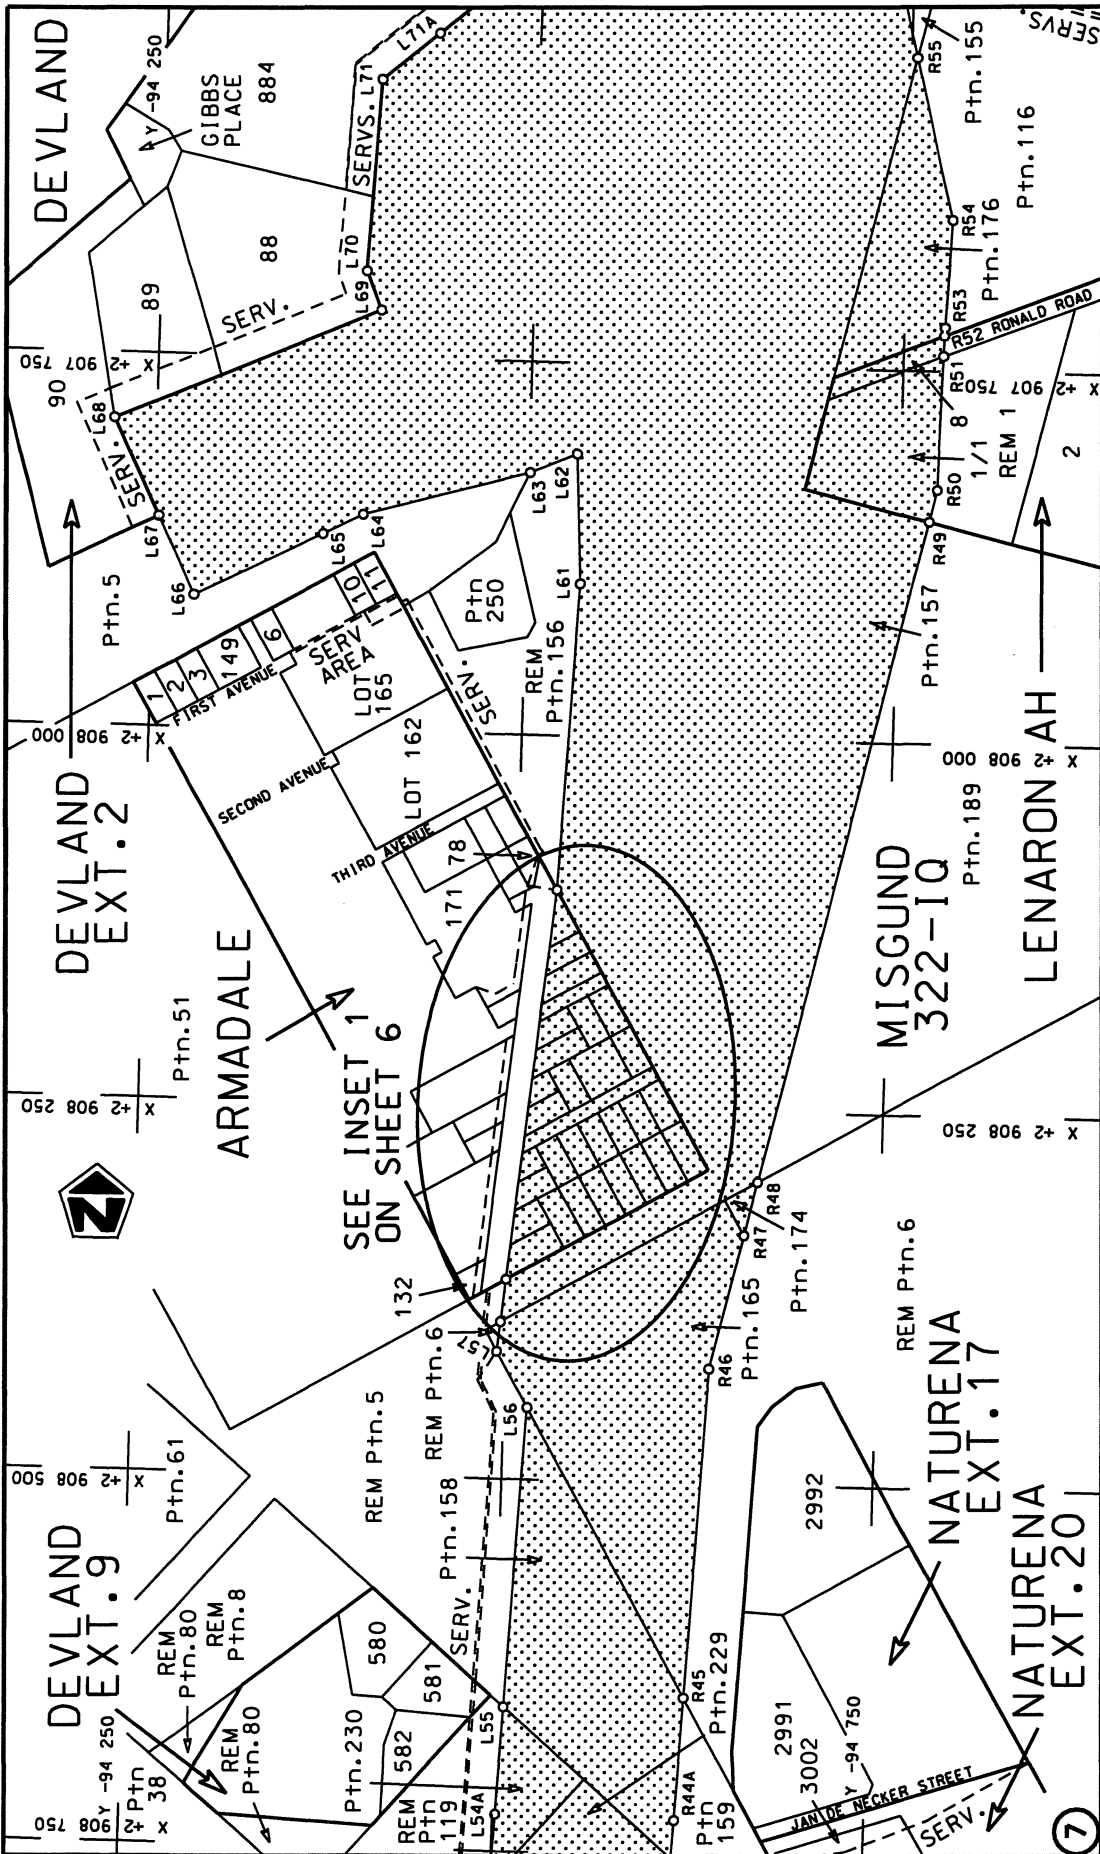 DEVLAND
EXT.9
DEVLAND
EXT.2
DEVLAND
X +2 908 750
Y -94 250
X +2 908 500
X +2 908 250
X +2 908 000
X +2 907 750
Y -94 250
Ptn
38
REM
Ptn.80
REM
Ptn.8
REM
Ptn.80
Ptn.61
Ptn.51
Ptn.5
90
89
88
884
GIBBS
PLACE
ARMADALE
SEE INSET 1
ON SHEET 6
N
580
581
582
Ptn.230
REM
Ptn
119
REM Ptn.5
REM Ptn.6
Ptn.158
SERV.
132
1
2
3
149
6
10
11
FIRST AVENUE
SECOND AVENUE
THIRD AVENUE
SERV
AREA
LOT
165
LOT 162
171
78
SERV.
Ptn
250
REM
Ptn.156
SERV.
SERV.
SERVS.
L54A
L55
L56
L57
L61
L62
L63
L64
L65
L66
L67
L68
L69
L70
L71
L71A
R44A
R45
R46
R47
R48
R49
R50
R51
R52
R53
R54
R55
Ptn
159
Ptn.229
Ptn.165
Ptn.174
REM Ptn.6
Ptn.157
Ptn.189
1/1
REM 1
8
2
RONALD ROAD
Ptn.176
Ptn.116
Ptn.155
SERVS.
MISGUND
322-IQ
LENARON AH
X +2 908 250
X +2 908 000
X +2 907 750
2991
3002
2992
Y -94 750
JAN DE NECKER STREET
SERV.
NATURENA
EXT.17
NATURENA
EXT.20
7